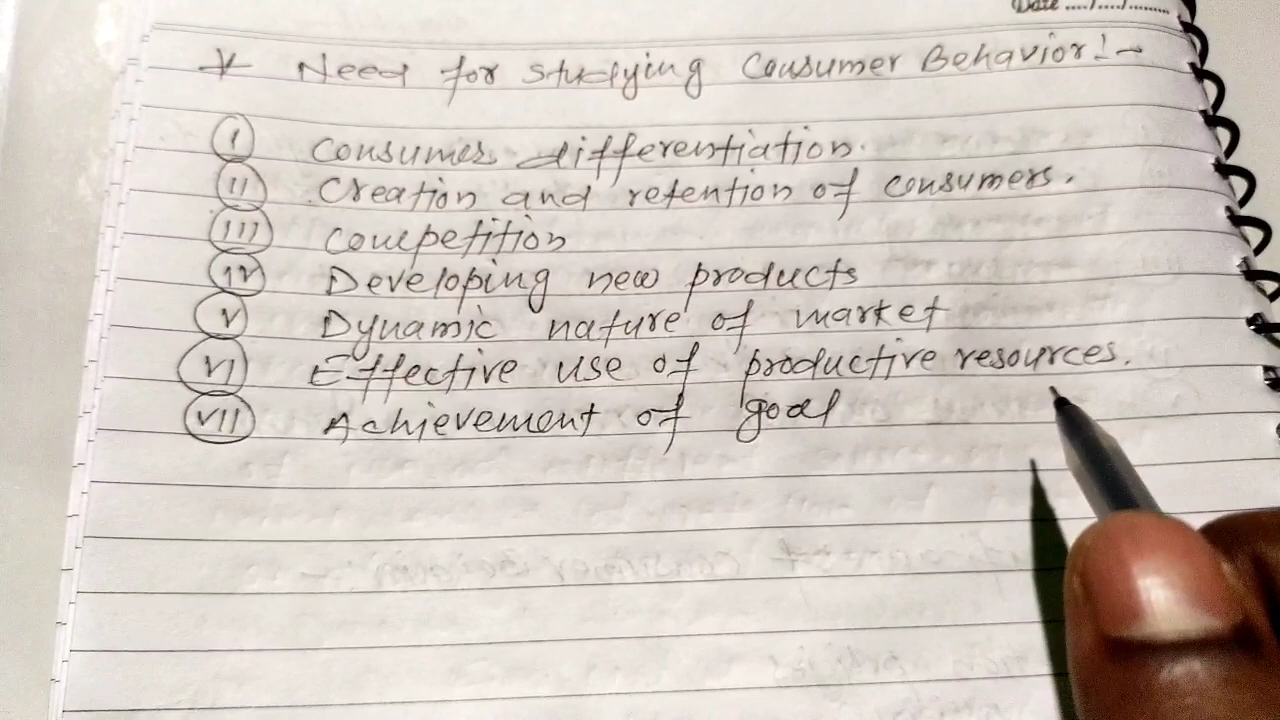 Date ..../..../.........
* Need for studying Consumer Behavior:-
(I) Consumer differentiation.
(II) Creation and retention of consumers.
(III) Competition
(IV) Developing new products
(V) Dynamic nature of market
(VI) Effective use of productive resources.
(VII) Achievement of goal